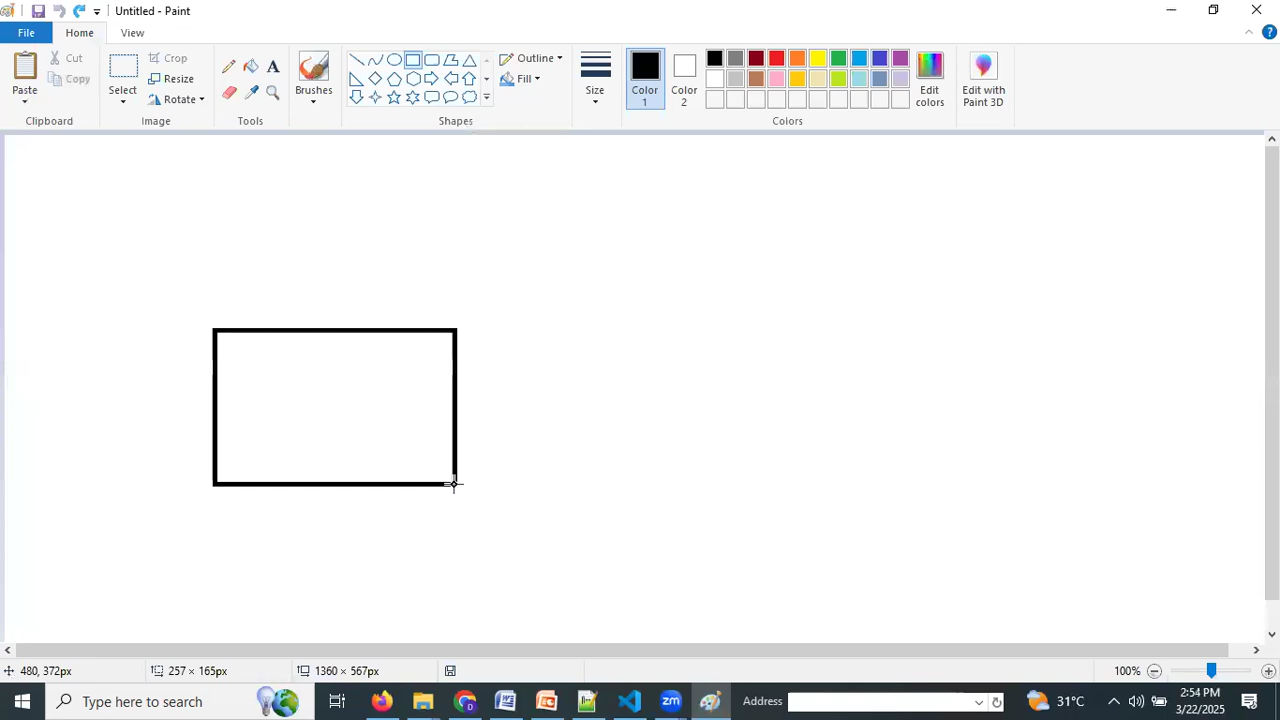 Untitled - Paint
File Home View
Paste
Clipboard
Cut
Copy
Select
Crop
Resize
Rotate
Image
Tools
Brushes
Shapes
Outline
Fill
Size
Color 1
Color 2
Edit colors
Colors
Edit with Paint 3D
480, 372px
257 × 165px
1360 × 567px
100%
Type here to search
Address
31°C
2:54 PM
3/22/2025